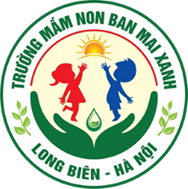 TRƯỜNG MẦM NON BAN MAI XANH
LONG BIÊN - HÀ NỘI